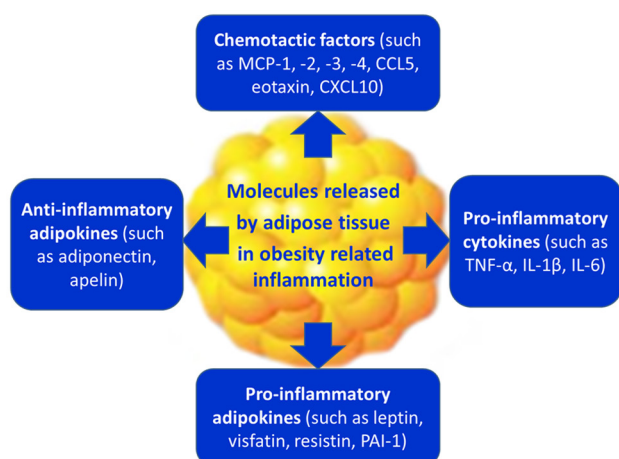 Chemotactic factors (such
as MCP-1, -2, -3, -4, CCL5,
eotaxin, CXCL10)
Anti-inflammatory
adipokines (such
as adiponectin,
apelin)
Molecules released
by adipose tissue
in obesity related
inflammation
Pro-inflammatory
cytokines (such as
TNF-α, IL-1β, IL-6)
Pro-inflammatory
adipokines (such as leptin,
visfatin, resistin, PAI-1)